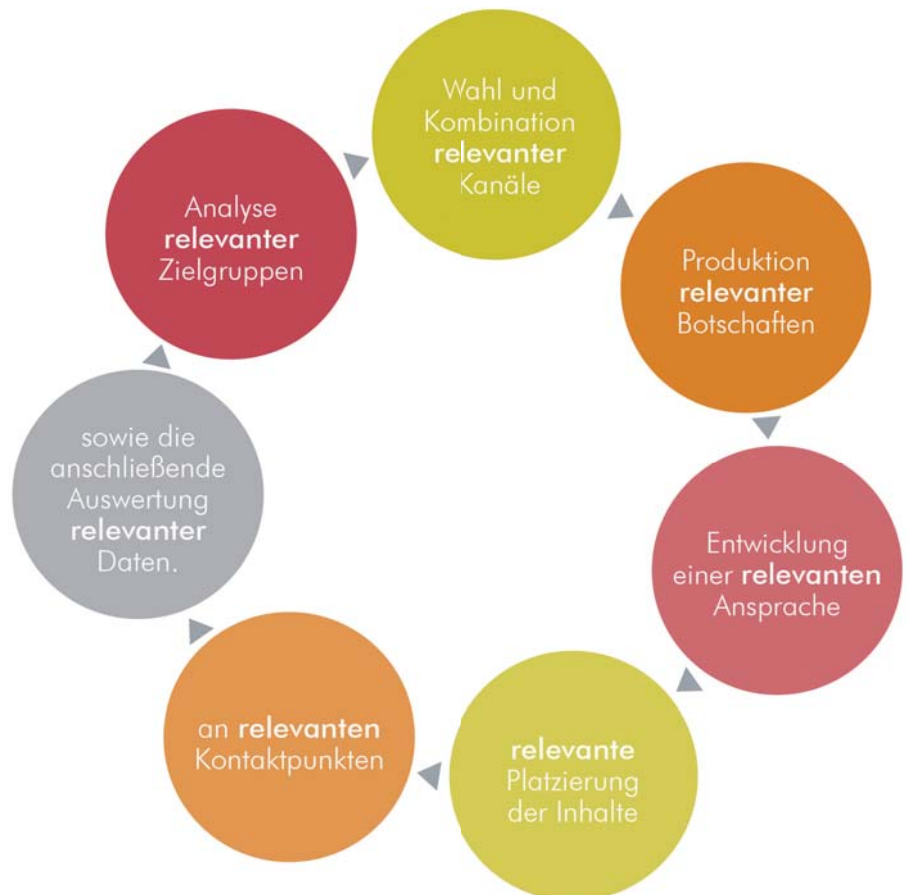 Analyse
relevanter
Zielgruppen
Wahl und
Kombination
relevanter
Kanäle
Produktion
relevanter
Botschaften
Entwicklung
einer relevanten
Ansprache
relevante
Platzierung
der Inhalte
an relevanten
Kontaktpunkten
sowie die
anschließende
Auswertung
relevanter
Daten.